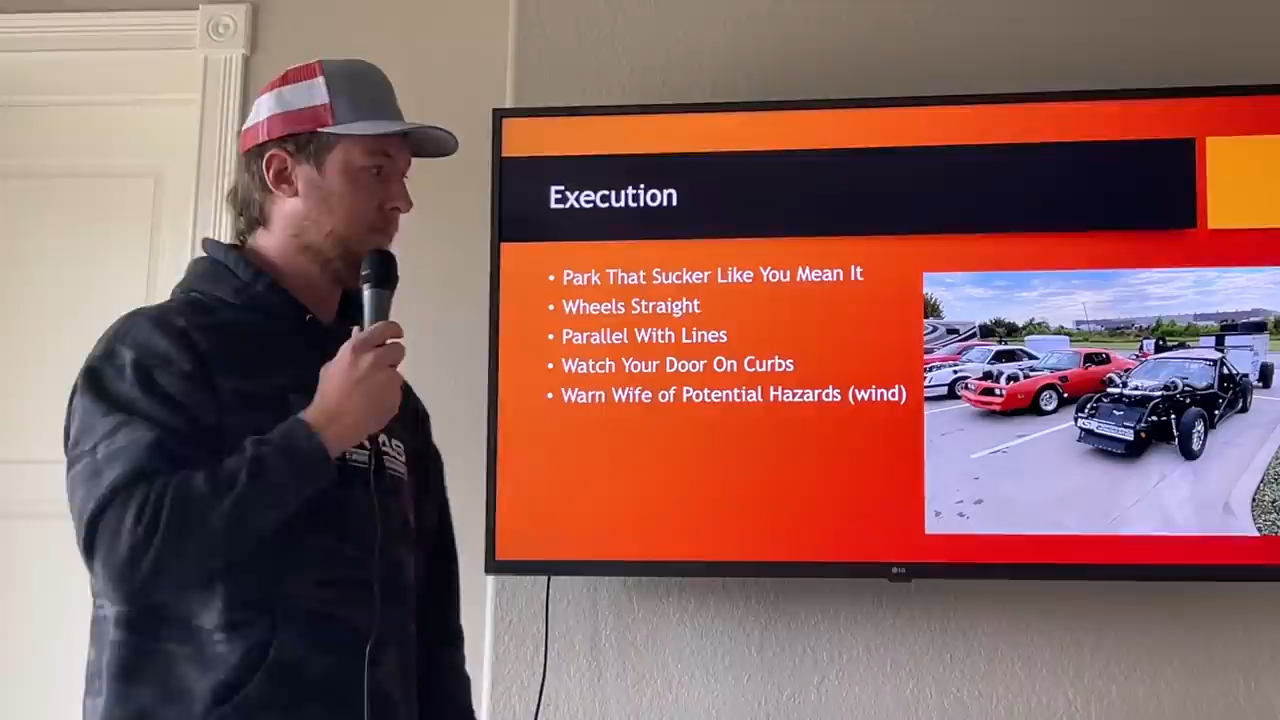 Execution
• Park That Sucker Like You Mean It
• Wheels Straight
• Parallel With Lines
• Watch Your Door On Curbs
• Warn Wife of Potential Hazards (wind)
LG